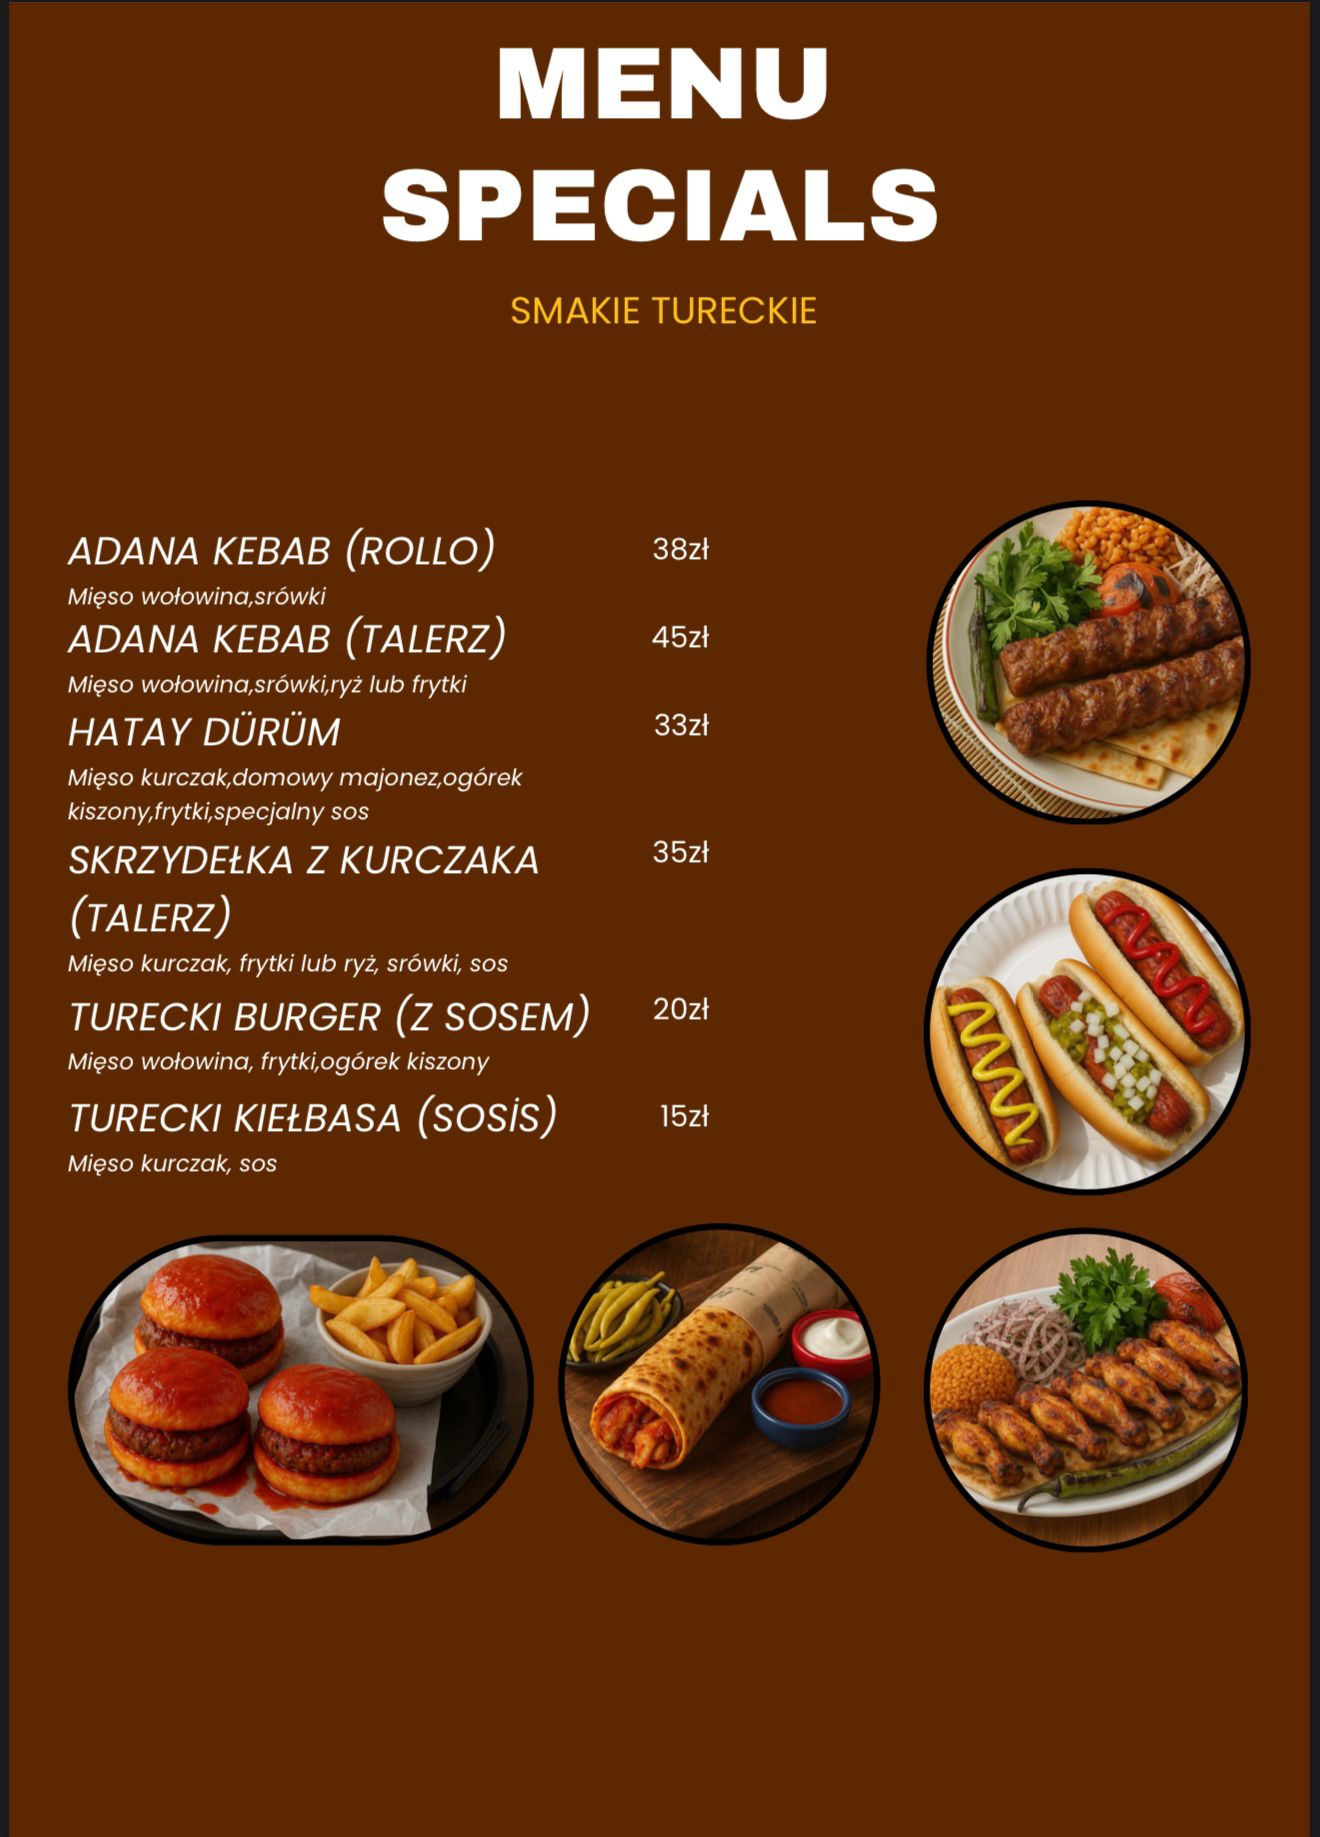 MENU
SPECIALS
SMAKIE TURECKIE
ADANA KEBAB (ROLLO) 38zł
Mięso wołowina,srówki
ADANA KEBAB (TALERZ) 45zł
Mięso wołowina,srówki,ryż lub frytki
HATAY DÜRÜM 33zł
Mięso kurczak,domowy majonez,ogórek
kiszony,frytki,specjalny sos
SKRZYDEŁKA Z KURCZAKA 35zł
(TALERZ)
Mięso kurczak, frytki lub ryż, srówki, sos
TURECKI BURGER (Z SOSEM) 20zł
Mięso wołowina, frytki,ogórek kiszony
TURECKI KIEŁBASA (SOSİS) 15zł
Mięso kurczak, sos